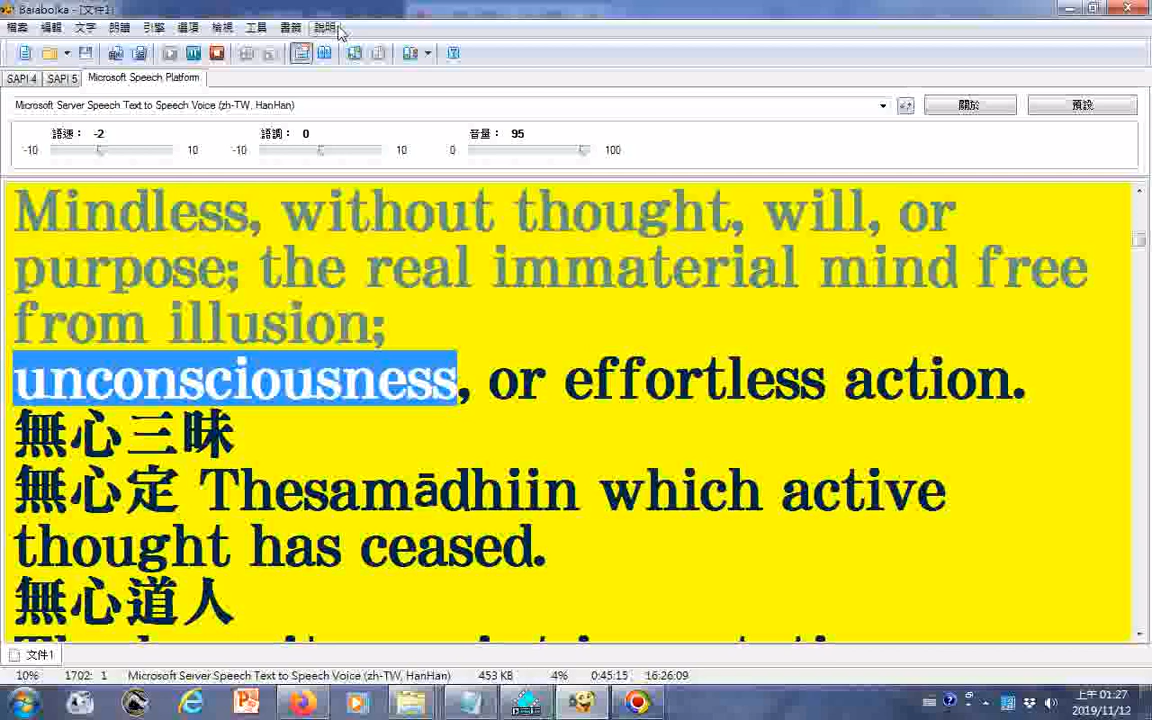 Balabolka - [文件1]
檔案 編輯 文字 朗讀 引擎 選項 檢視 工具 書籤 說明
SAPI 4 SAPI 5 Microsoft Speech Platform
Microsoft Server Speech Text to Speech Voice (zh-TW, HanHan) 關於 預設
語速： -2 語調： 0 音量： 95
-10 10 -10 10 0 100
Mindless, without thought, will, or
purpose; the real immaterial mind free
from illusion;
unconsciousness, or effortless action.
無心三昧
無心定 Thesamādhiin which active
thought has ceased.
無心道人
文件1
10% 1702: 1 Microsoft Server Speech Text to Speech Voice (zh-TW, HanHan) 453 KB 4% 0:45:15 16:26:09
上午 01:27
2019/11/12